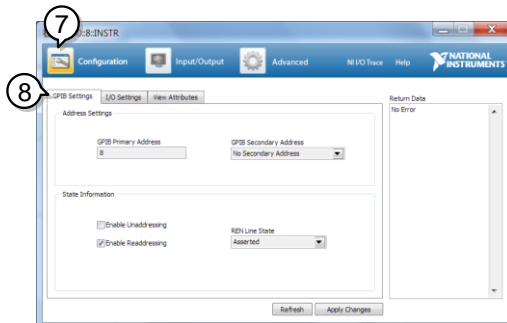 7
0::8::INSTR
Configuration
Input/Output
Advanced
NI I/O Trace
Help
NATIONAL
INSTRUMENTS
8
GPIB Settings
I/O Settings
View Attributes
Return Data
No Error
Address Settings
GPIB Primary Address
GPIB Secondary Address
8
No Secondary Address
State Information
Enable Unaddressing
REN Line State
Enable Readdressing
Asserted
Refresh
Apply Changes